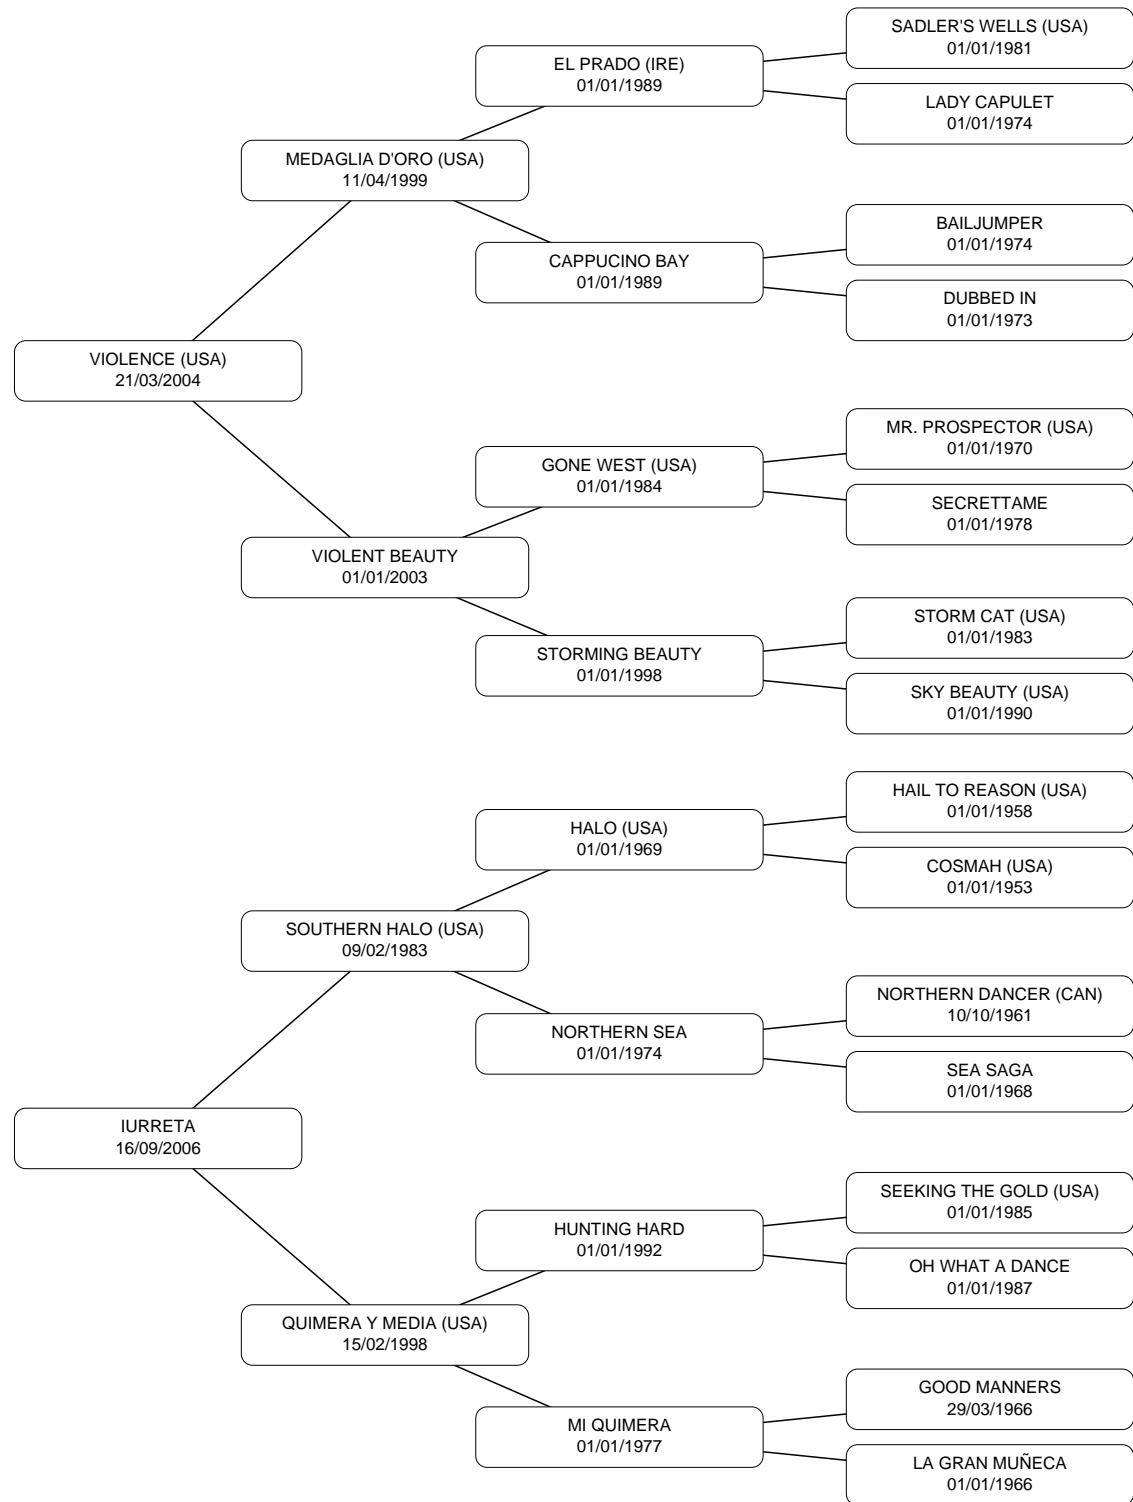 SADLER'S WELLS (USA)
01/01/1981
EL PRADO (IRE)
01/01/1989
LADY CAPULET
01/01/1974
MEDAGLIA D'ORO (USA)
11/04/1999
BAILJUMPER
01/01/1974
CAPPUCINO BAY
01/01/1989
DUBBED IN
01/01/1973
VIOLENCE (USA)
21/03/2004
MR. PROSPECTOR (USA)
01/01/1970
GONE WEST (USA)
01/01/1984
SECRETTAME
01/01/1978
VIOLENT BEAUTY
01/01/2003
STORM CAT (USA)
01/01/1983
STORMING BEAUTY
01/01/1998
SKY BEAUTY (USA)
01/01/1990
HAIL TO REASON (USA)
01/01/1958
HALO (USA)
01/01/1969
COSMAH (USA)
01/01/1953
SOUTHERN HALO (USA)
09/02/1983
NORTHERN DANCER (CAN)
10/10/1961
NORTHERN SEA
01/01/1974
SEA SAGA
01/01/1968
IURRETA
16/09/2006
SEEKING THE GOLD (USA)
01/01/1985
HUNTING HARD
01/01/1992
OH WHAT A DANCE
01/01/1987
QUIMERA Y MEDIA (USA)
15/02/1998
GOOD MANNERS
29/03/1966
MI QUIMERA
01/01/1977
LA GRAN MUÑECA
01/01/1966